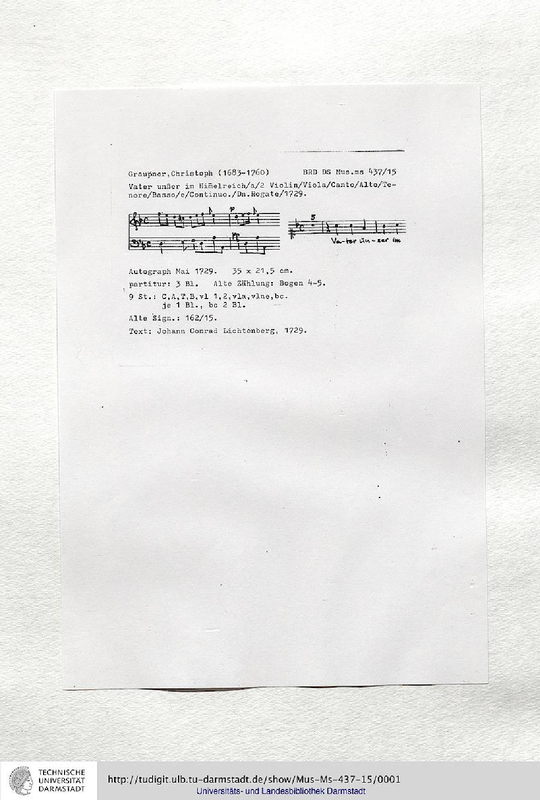 Graupner,Christoph (1683-1760) BRD DS Mus.ms 437/15
Vater unßer im Himelreich/a/2 Violin/Viola/Canto/Alto/Te-
nore/Basso/e/Continuo./Dn.Rogate/1729.
Va-ter Un-ser im
Autograph Mai 1729. 35 x 21,5 cm.
partitur: 3 Bl. Alte Zählung: Bogen 4-5.
9 St.: C,A,T,B,vl 1,2,vla,vlne,bc.
je 1 Bl., bc 2 Bl.
Alte Sign.: 162/15.
Text: Johann Conrad Lichtenberg, 1729.
TECHNISCHE
UNIVERSITÄT
DARMSTADT
http://tudigit.ulb.tu-darmstadt.de/show/Mus-Ms-437-15/0001
Universitäts- und Landesbibliothek Darmstadt